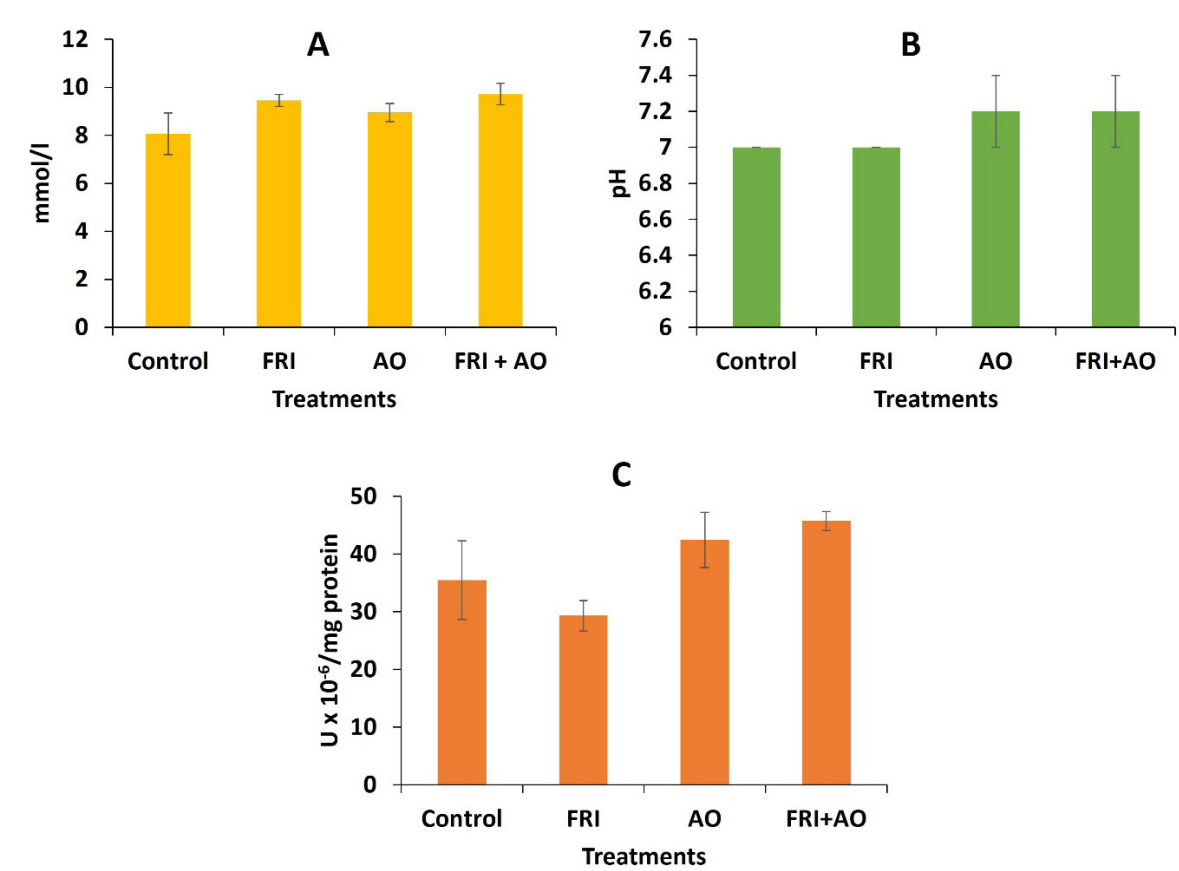 A
12
10
8
6
4
2
0
mmol/l
Control FRI AO FRI + AO
Treatments
B
7.6
7.4
7.2
7
6.8
6.6
6.4
6.2
6
pH
Control FRI AO FRI+AO
Treatments
C
50
40
30
20
10
0
U x 10⁻⁶/mg protein
Control FRI AO FRI+AO
Treatments